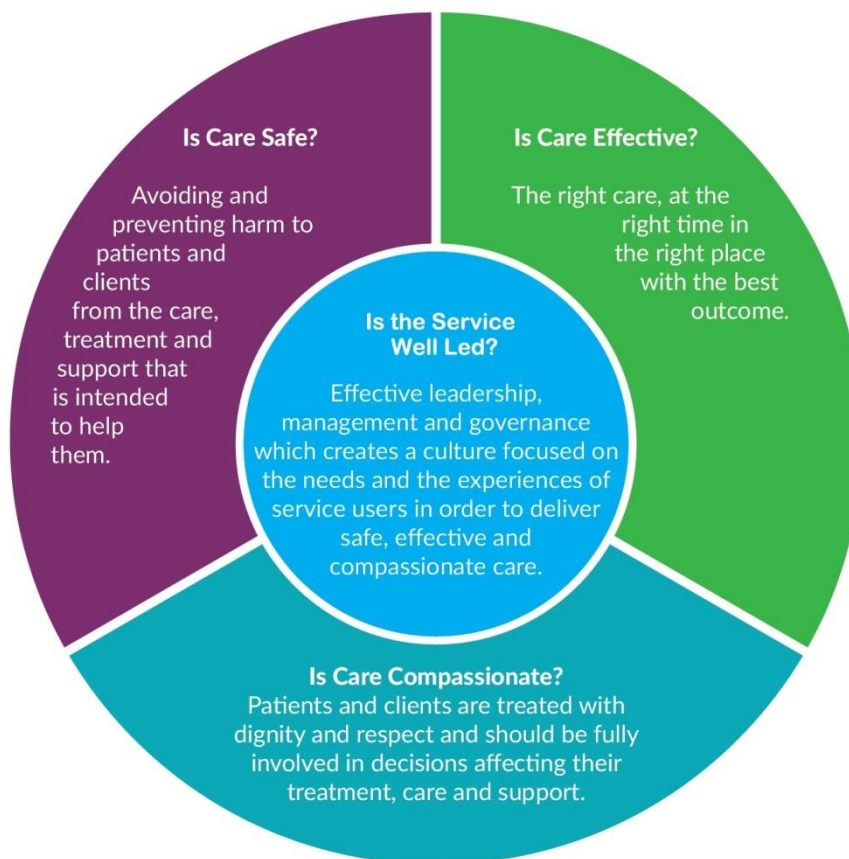 Is Care Safe?
Avoiding and
preventing harm to
patients and
clients
from the care,
treatment and
support that
is intended
to help
them.
Is Care Effective?
The right care, at the
right time in
the right place
with the best
outcome.
Is the Service
Well Led?
Effective leadership,
management and governance
which creates a culture focused on
the needs and the experiences of
service users in order to deliver
safe, effective and
compassionate care.
Is Care Compassionate?
Patients and clients are treated with
dignity and respect and should be fully
involved in decisions affecting their
treatment, care and support.